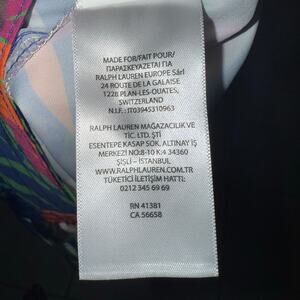 MADE FOR/FAIT POUR/
ΠΑΡΑΣΚΕΥΑΖΕΤΑΙ ΓΙΑ
RALPH LAUREN EUROPE Sàrl
24 ROUTE DE LA GALAISE
1228 PLAN-LES-OUATES,
SWITZERLAND
N.I.F.: IT03945310963
RALPH LAUREN MAĞAZACILIK VE
TİC. LTD. ŞTİ
ESENTEPE KASAP SOK. ALTINAY İŞ
MERKEZİ NO:8-10 K:4 34360
ŞİŞLİ – İSTANBUL
WWW.RALPHLAUREN.COM.TR
TÜKETİCİ İLETİŞİM HATTI:
0212 345 69 69
RN 41381
CA 56658